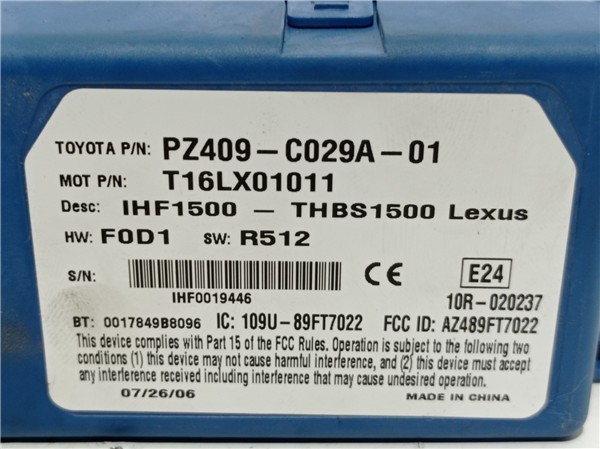 TOYOTA P/N: PZ409-C029A-01
MOT P/N: T16LX01011
Desc: IHF1500 - THBS1500 Lexus
HW: F0D1 SW: R512
S/N: CE E24
IHF0019446 10R-020237
BT: 0017849B8096 IC: 109U-89FT7022 FCC ID: AZ489FT7022
This device complies with Part 15 of the FCC Rules. Operation is subject to the following two
conditions (1) this device may not cause harmful interference, and (2) this device must accept
any interference received including interference that may cause undesired operation.
07/26/06 MADE IN CHINA